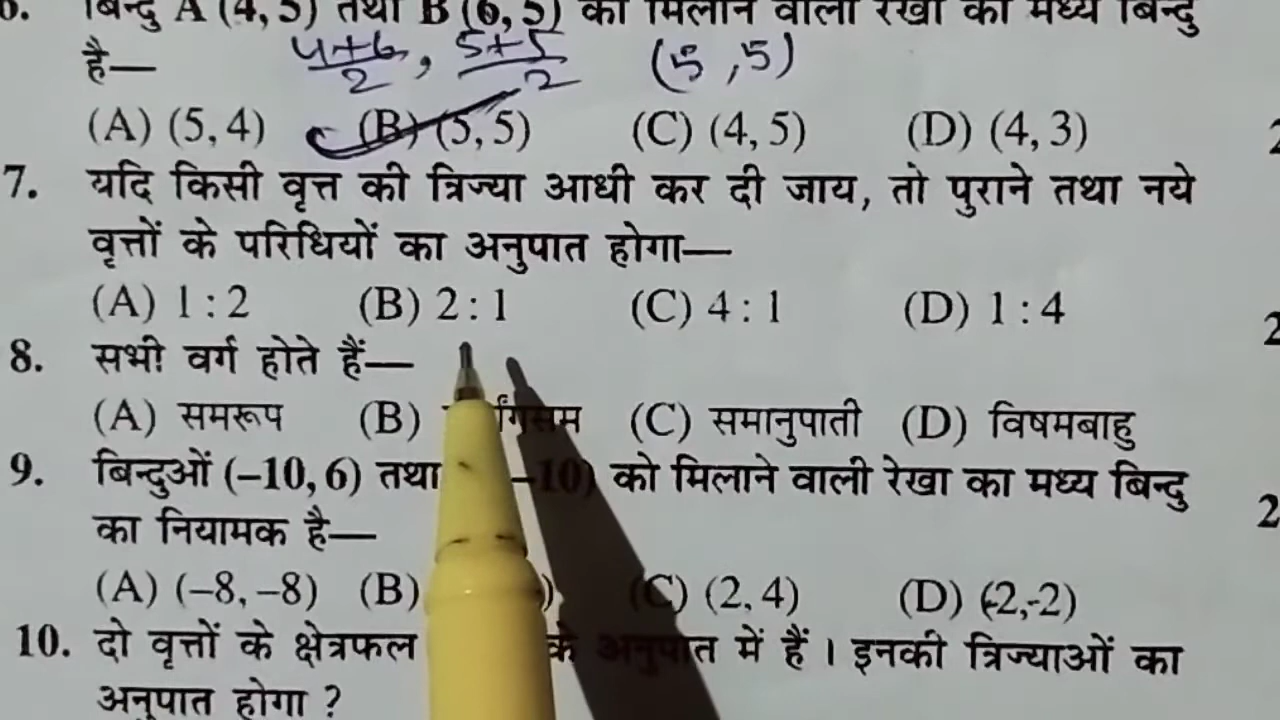 6. बिन्दु A (4, 5) तथा B (6, 5) को मिलाने वाली रेखा का मध्य बिन्दु
है—
4+6/2, 5+5/2 (5, 5)
(A) (5, 4) (B) (5, 5) (C) (4, 5) (D) (4, 3)
7. यदि किसी वृत्त की त्रिज्या आधी कर दी जाय, तो पुराने तथा नये
वृत्तों के परिधियों का अनुपात होगा—
(A) 1 : 2 (B) 2 : 1 (C) 4 : 1 (D) 1 : 4
8. सभी वर्ग होते हैं—
(A) समरूप (B) (C) समानुपाती (D) विषमबाहु
9. बिन्दुओं (–10, 6) तथा –10) को मिलाने वाली रेखा का मध्य बिन्दु
का नियामक है—
(A) (–8, –8) (B) ) (C) (2, 4) (D) (-2,-2)
10. दो वृत्तों के क्षेत्रफल के अनुपात में हैं । इनकी त्रिज्याओं का
अनुपात होगा ?